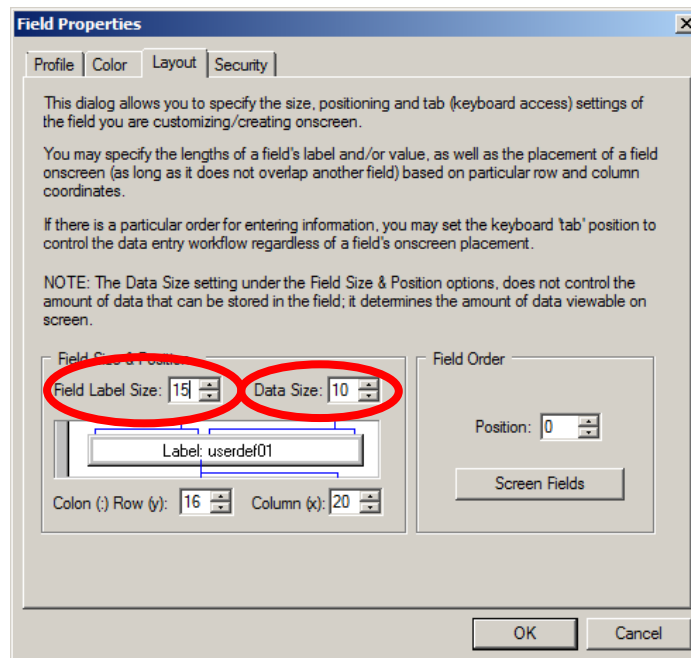 Field Properties
Profile Color Layout Security
This dialog allows you to specify the size, positioning and tab (keyboard access) settings of
the field you are customizing/creating onscreen.
You may specify the lengths of a field's label and/or value, as well as the placement of a field
onscreen (as long as it does not overlap another field) based on particular row and column
coordinates.
If there is a particular order for entering information, you may set the keyboard 'tab' position to
control the data entry workflow regardless of a field's onscreen placement.
NOTE: The Data Size setting under the Field Size & Position options, does not control the
amount of data that can be stored in the field; it determines the amount of data viewable on
screen.
Field Size & Position
Field Label Size: 15 Data Size: 10
Label: userdef01
Colon (:) Row (y): 16 Column (x): 20
Field Order
Position: 0
Screen Fields
OK Cancel